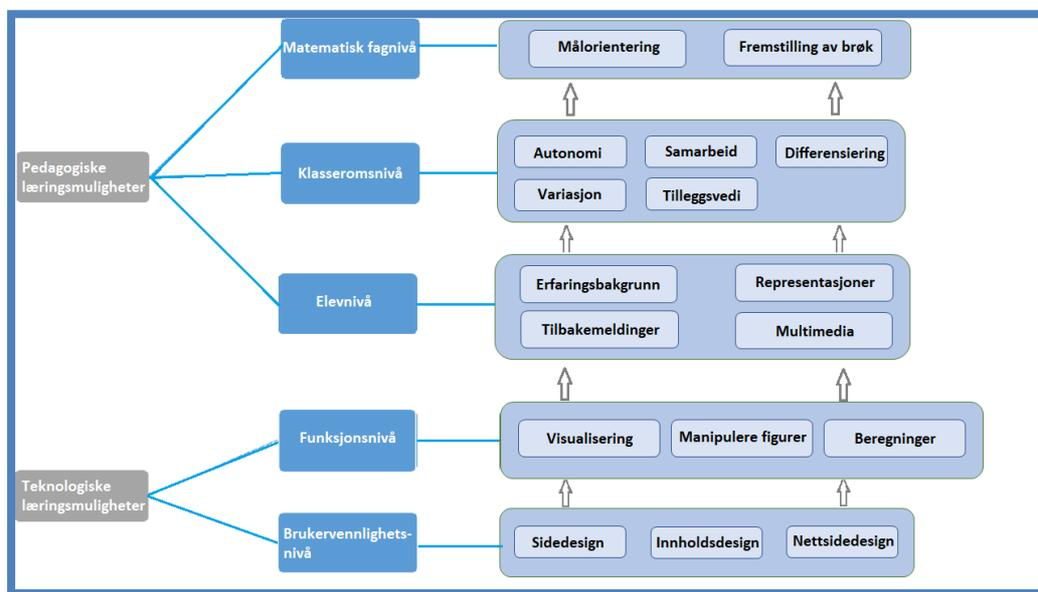 Matematisk fagnivå
Målorientering
Fremstilling av brøk
Pedagogiske
læringsmuligheter
Klasseromsnivå
Autonomi
Samarbeid
Differensiering
Variasjon
Tilleggsvedi
Elevnivå
Erfaringsbakgrunn
Representasjoner
Tilbakemeldinger
Multimedia
Funksjonsnivå
Visualisering
Manipulere figurer
Beregninger
Teknologiske
læringsmuligheter
Brukervennlighets-
nivå
Sidedesign
Innholdsdesign
Nettsidedesign